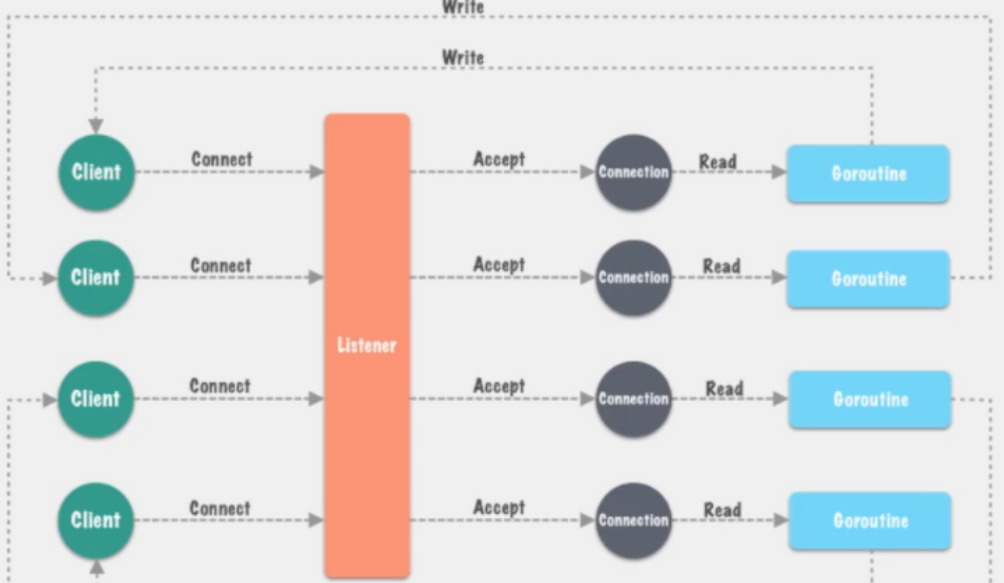 Write
Write
Client Connect Accept Connection Read Goroutine
Client Connect Accept Connection Read Goroutine
Listener
Client Connect Accept Connection Read Goroutine
Client Connect Accept Connection Read Goroutine